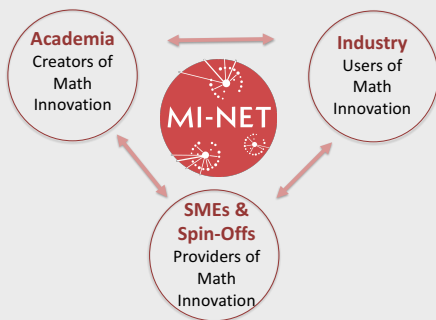 Academia
Creators of
Math
Innovation
Industry
Users of
Math
Innovation
MI-NET
SMEs &
Spin-Offs
Providers of
Math
Innovation